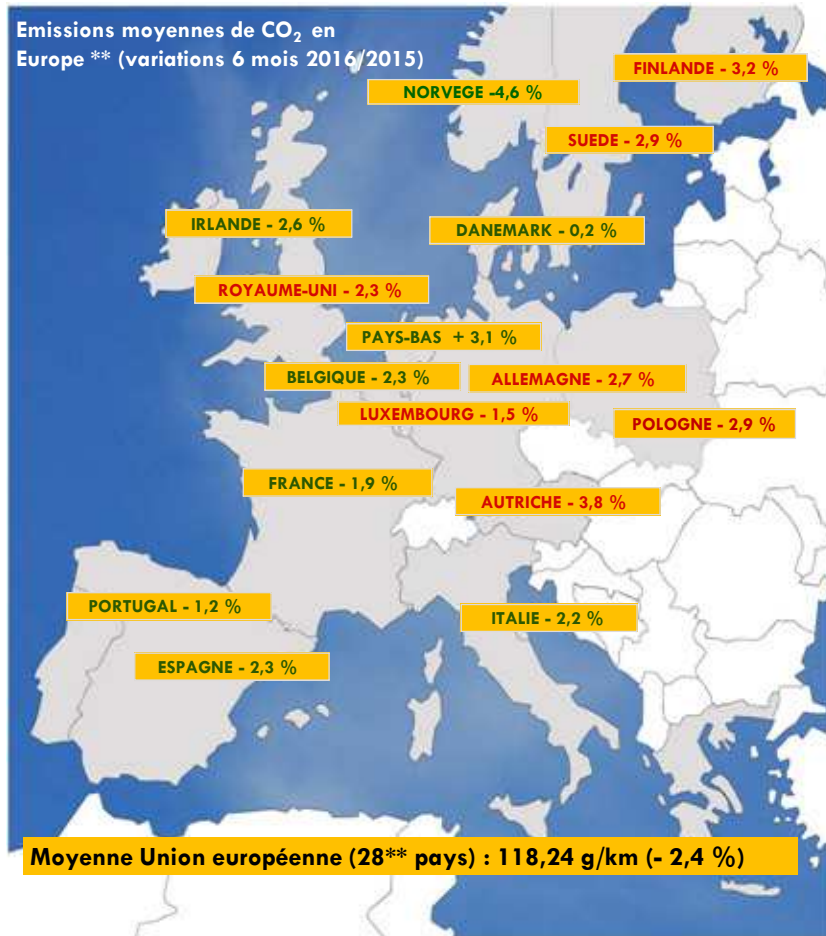 Emissions moyennes de CO₂ en
Europe ** (variations 6 mois 2016/2015)
FINLANDE - 3,2 %
NORVEGE -4,6 %
SUEDE - 2,9 %
IRLANDE - 2,6 %
DANEMARK - 0,2 %
ROYAUME-UNI - 2,3 %
PAYS-BAS + 3,1 %
BELGIQUE - 2,3 %
ALLEMAGNE - 2,7 %
LUXEMBOURG - 1,5 %
POLOGNE - 2,9 %
FRANCE - 1,9 %
AUTRICHE - 3,8 %
PORTUGAL - 1,2 %
ITALIE - 2,2 %
ESPAGNE - 2,3 %
Moyenne Union européenne (28** pays) : 118,24 g/km (- 2,4 %)